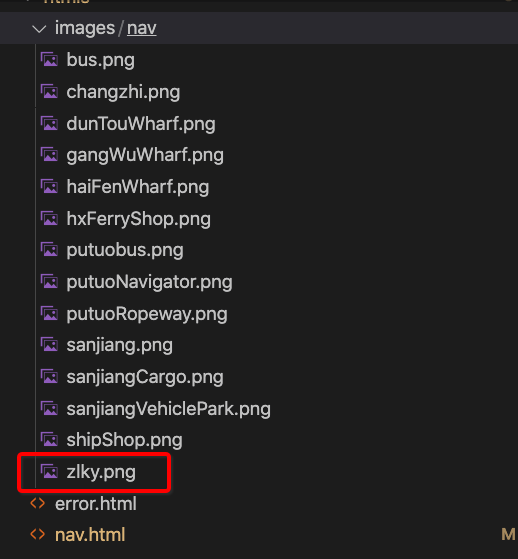 htmls
images/nav
bus.png
changzhi.png
dunTouWharf.png
gangWuWharf.png
haiFenWharf.png
hxFerryShop.png
putuobus.png
putuoNavigator.png
putuoRopeway.png
sanjiang.png
sanjiangCargo.png
sanjiangVehiclePark.png
shipShop.png
zlky.png
error.html
nav.html M